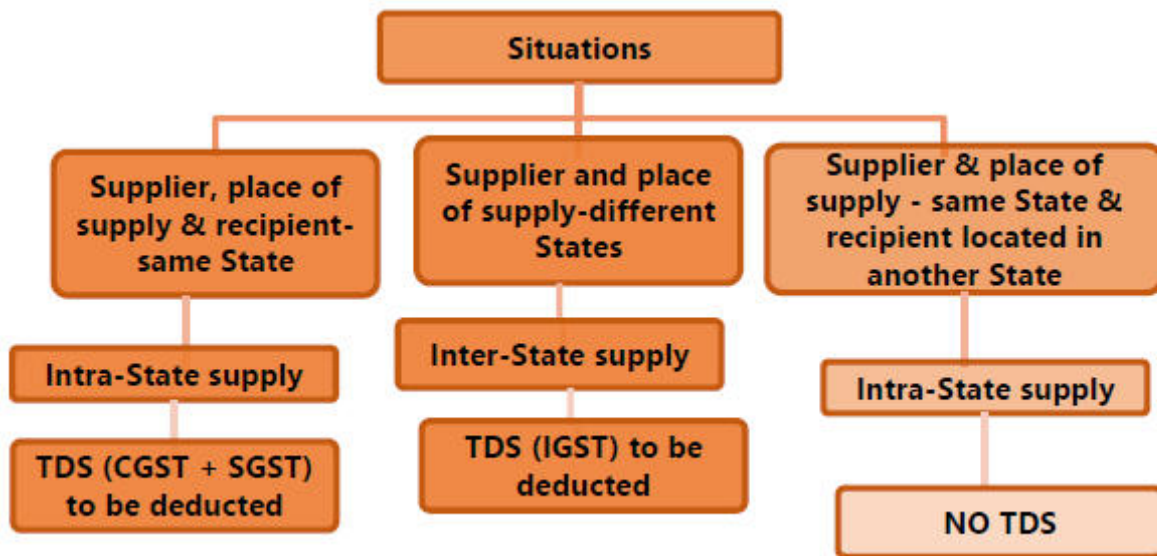 Situations
Supplier, place of
supply & recipient-
same State
Supplier and place
of supply-different
States
Supplier & place of
supply - same State &
recipient located in
another State
Intra-State supply
Inter-State supply
Intra-State supply
TDS (CGST + SGST)
to be deducted
TDS (IGST) to be
deducted
NO TDS